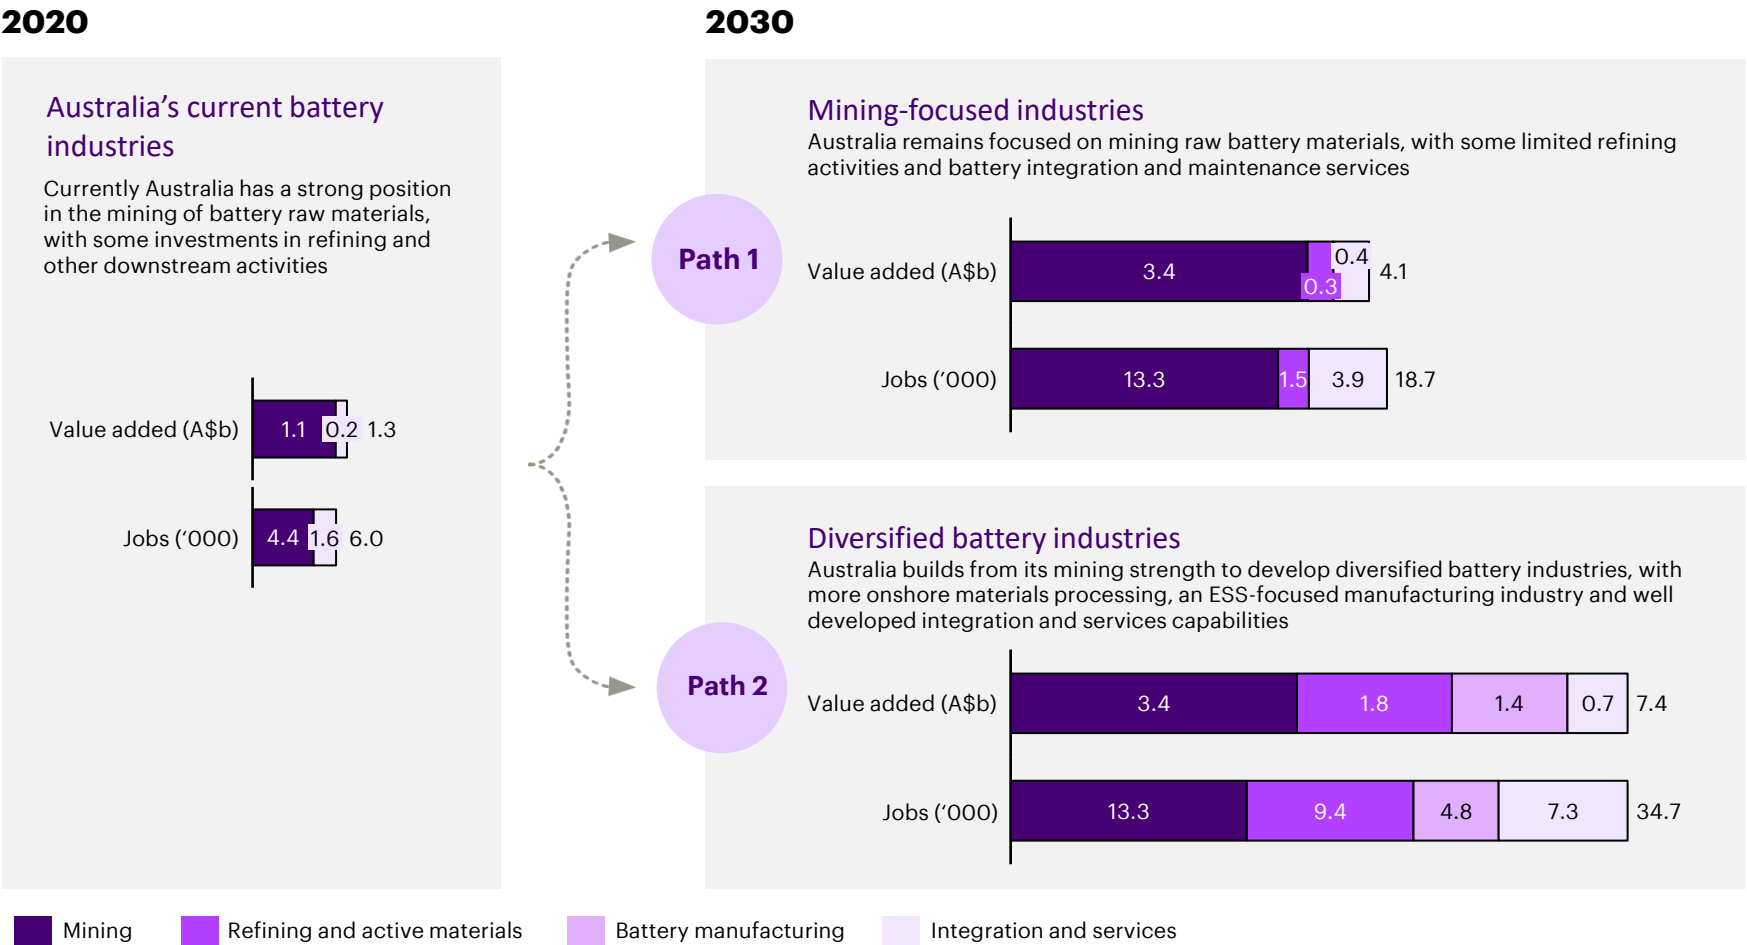 2020
Australia’s current battery
industries
Currently Australia has a strong position
in the mining of battery raw materials,
with some investments in refining and
other downstream activities
Value added (A$b)
1.1
0.2
1.3
Jobs (‘000)
4.4
1.6
6.0
2030
Path 1
Mining-focused industries
Australia remains focused on mining raw battery materials, with some limited refining
activities and battery integration and maintenance services
Value added (A$b)
3.4
0.3
0.4
4.1
Jobs (’000)
13.3
1.5
3.9
18.7
Path 2
Diversified battery industries
Australia builds from its mining strength to develop diversified battery industries, with
more onshore materials processing, an ESS-focused manufacturing industry and well
developed integration and services capabilities
Value added (A$b)
3.4
1.8
1.4
0.7
7.4
Jobs (‘000)
13.3
9.4
4.8
7.3
34.7
Mining
Refining and active materials
Battery manufacturing
Integration and services